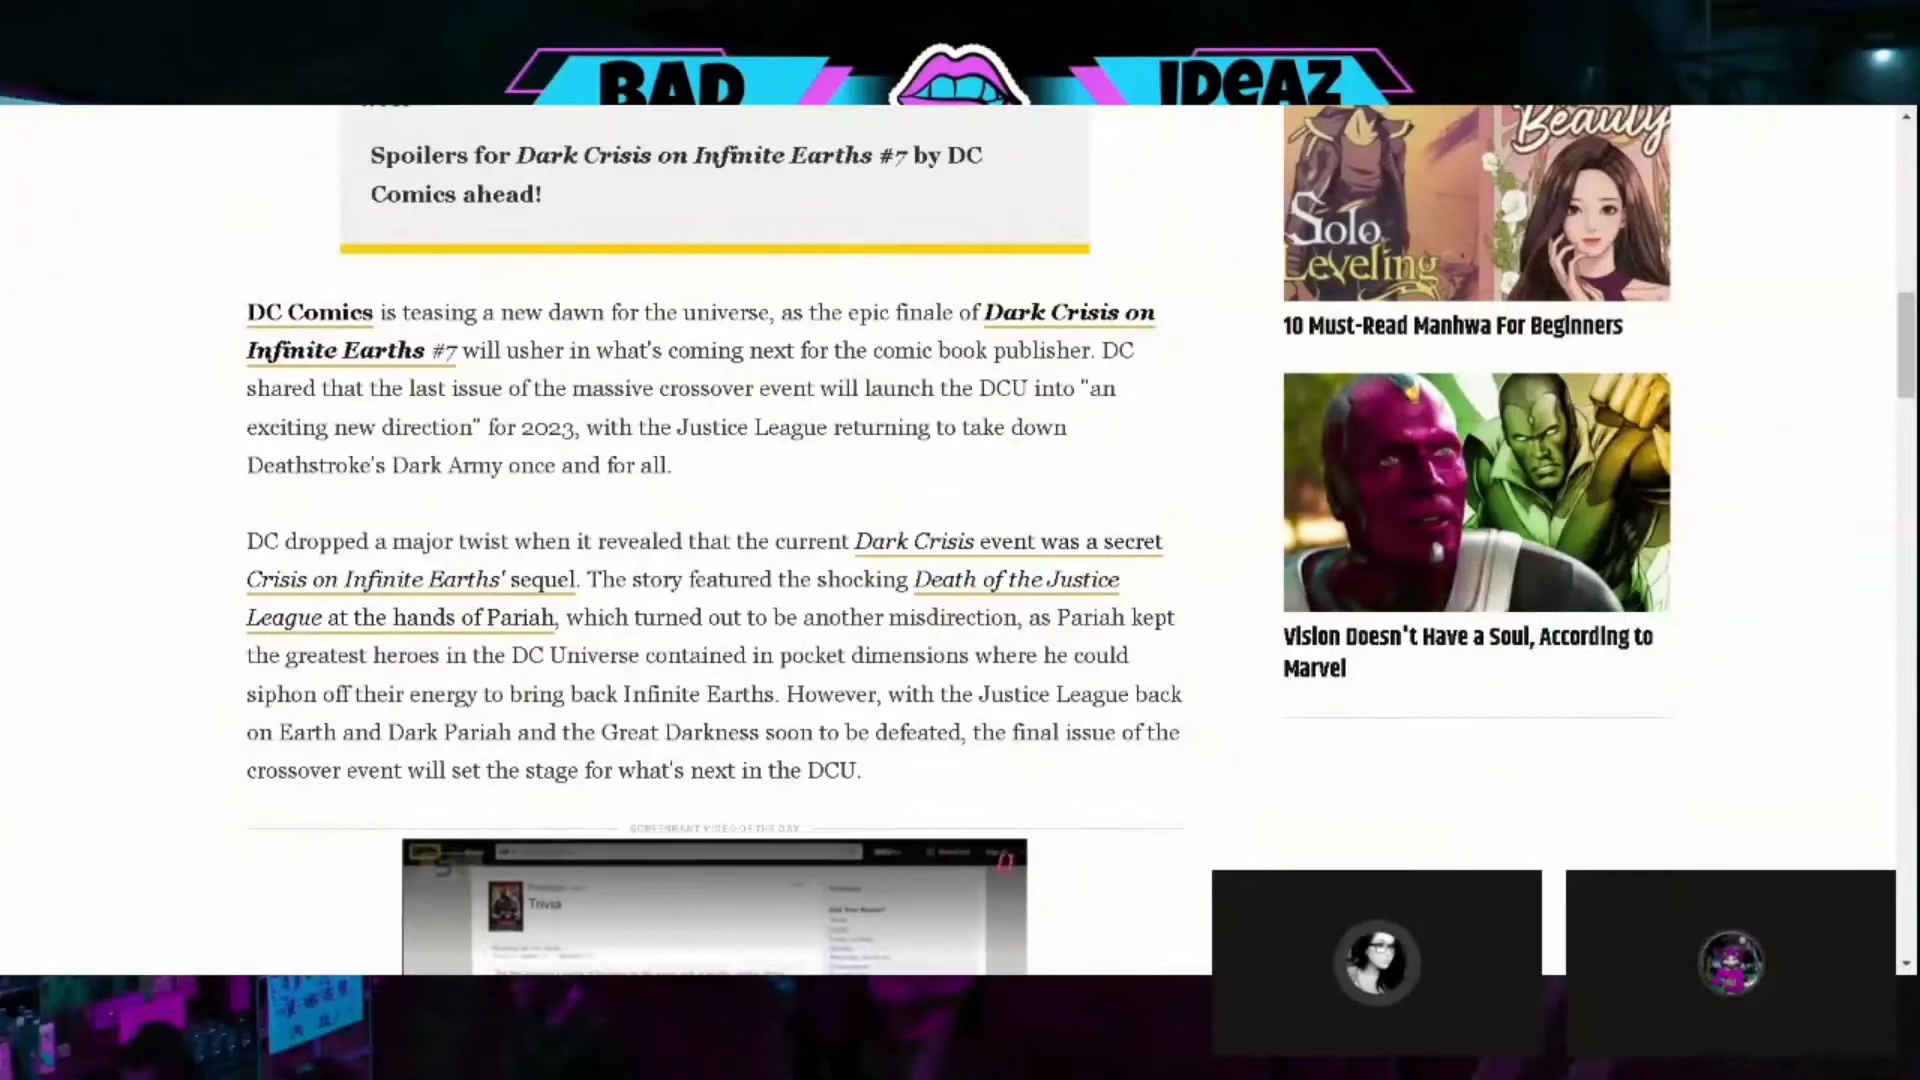 BAD IDEAZ
Spoilers for Dark Crisis on Infinite Earths #7 by DC
Comics ahead!
DC Comics is teasing a new dawn for the universe, as the epic finale of Dark Crisis on
Infinite Earths #7 will usher in what's coming next for the comic book publisher. DC
shared that the last issue of the massive crossover event will launch the DCU into "an
exciting new direction" for 2023, with the Justice League returning to take down
Deathstroke's Dark Army once and for all.
DC dropped a major twist when it revealed that the current Dark Crisis event was a secret
Crisis on Infinite Earths' sequel. The story featured the shocking Death of the Justice
League at the hands of Pariah, which turned out to be another misdirection, as Pariah kept
the greatest heroes in the DC Universe contained in pocket dimensions where he could
siphon off their energy to bring back Infinite Earths. However, with the Justice League back
on Earth and Dark Pariah and the Great Darkness soon to be defeated, the final issue of the
crossover event will set the stage for what's next in the DCU.
SCREENRANT VIDEO OF THE DAY
Trivia
Solo
Leveling
Beauty
10 Must-Read Manhwa For Beginners
Vision Doesn't Have a Soul, According to
Marvel